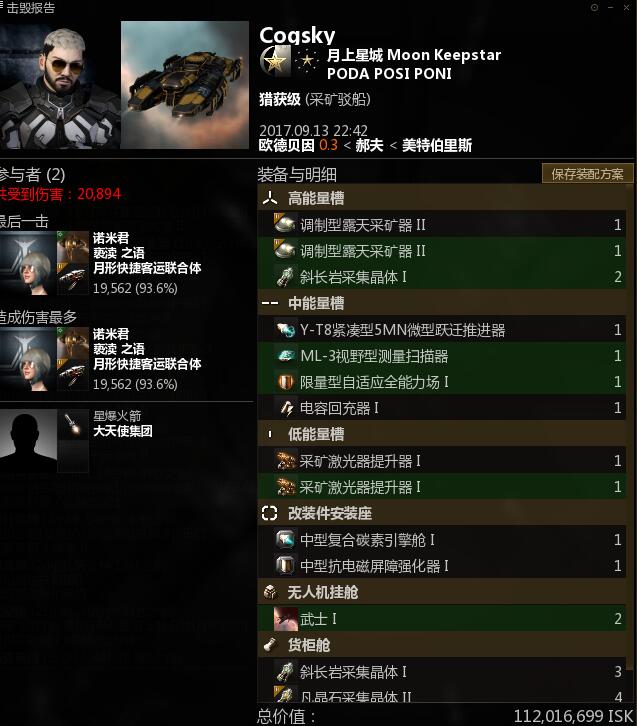 击毁报告
Cogsky
月上星城 Moon Keepstar
PODA POSI PONI
猎获级 (采矿驳船)
2017.09.13 22:42
欧德贝因 0.3 < 郝夫 < 美特伯里斯
参与者 (2)
共受到伤害：20,894
最后一击
诺米君
亵渎 之语
月形快捷客运联合体
19,562 (93.6%)
造成伤害最多
诺米君
亵渎 之语
月形快捷客运联合体
19,562 (93.6%)
星爆火箭
大天使集团
装备与明细
保存装配方案
高能量槽
调制型露天采矿器 II 1
调制型露天采矿器 II 1
斜长岩采集晶体 I 2
中能量槽
Y-T8紧凑型5MN微型跃迁推进器 1
ML-3视野型测量扫描器 1
限量型自适应全能力场 I 1
电容回充器 I 1
低能量槽
采矿激光器提升器 I 1
采矿激光器提升器 I 1
改装件安装座
中型复合碳素引擎舱 I 1
中型抗电磁屏障强化器 I 1
无人机挂舱
武士 I 2
货柜舱
斜长岩采集晶体 I 3
凡晶石采集晶体 II 4
总价值： 112,016,699 ISK